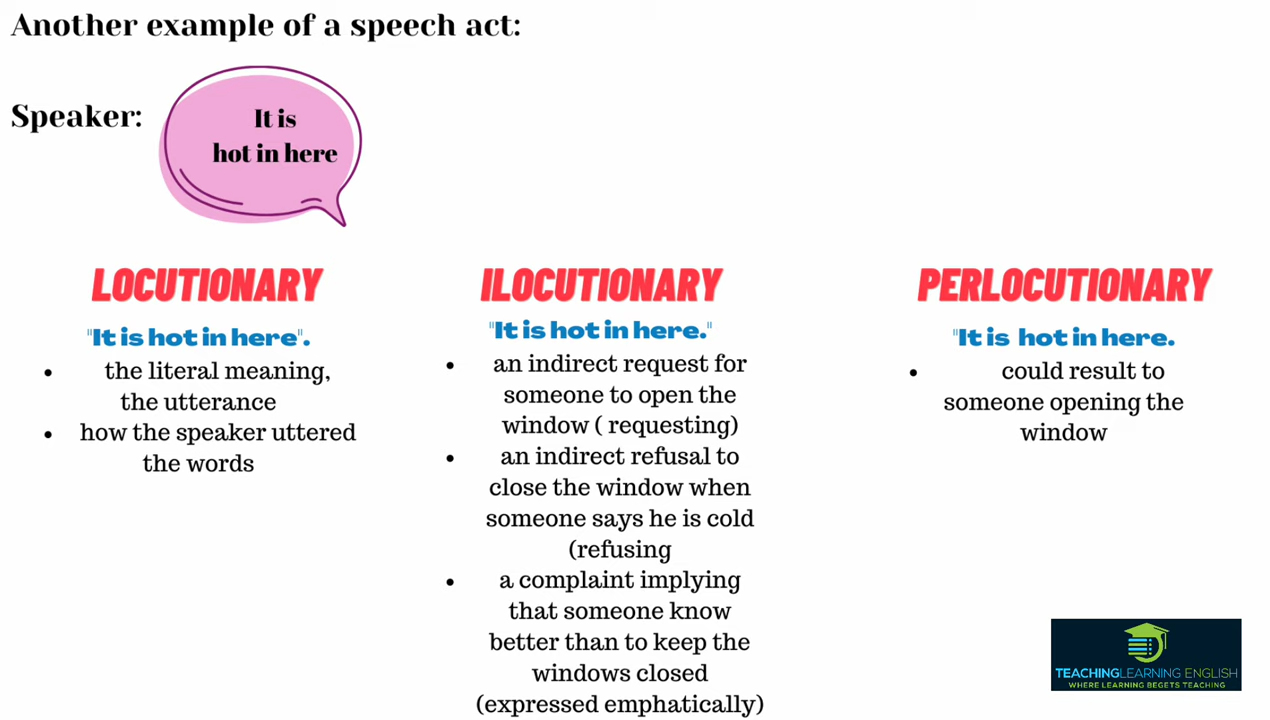 Another example of a speech act:
Speaker:
It is
hot in here
LOCUTIONARY
"It is hot in here".
• the literal meaning,
the utterance
• how the speaker uttered
the words
ILOCUTIONARY
"It is hot in here."
• an indirect request for
someone to open the
window ( requesting)
• an indirect refusal to
close the window when
someone says he is cold
(refusing
• a complaint implying
that someone know
better than to keep the
windows closed
(expressed emphatically)
PERLOCUTIONARY
"It is hot in here.
• could result to
someone opening the
window
TEACHINGLEARNING ENGLISH
WHERE LEARNING BEGETS TEACHING